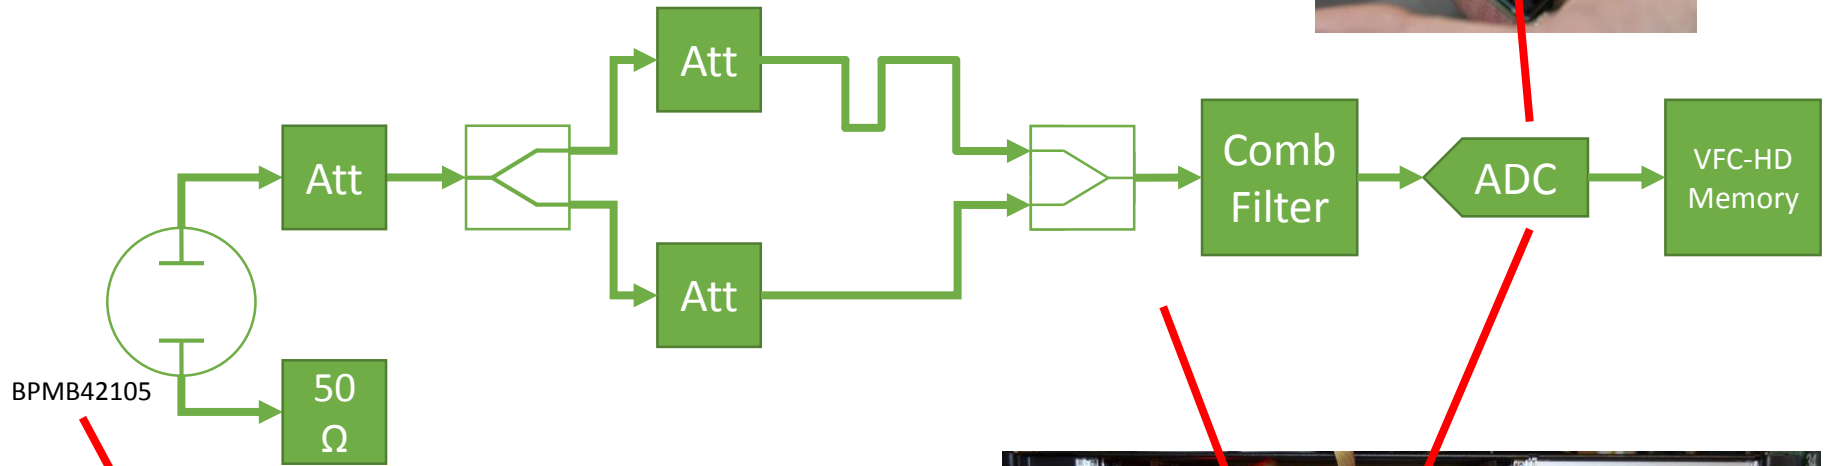 Att
Att
Att
Comb
Filter
ADC
VFC-HD
Memory
BPMB42105
50
Ω